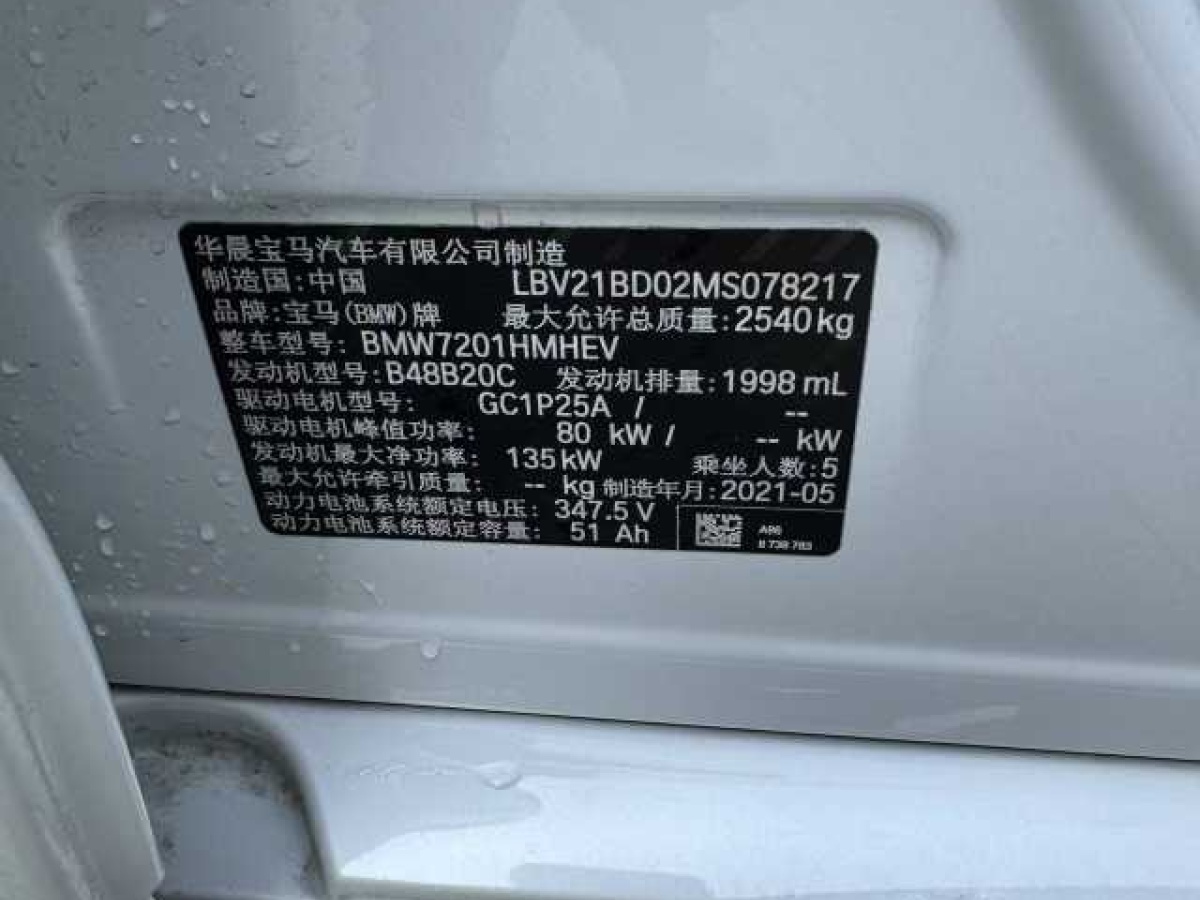 华晨宝马汽车有限公司制造
制造国:中国 LBV21BD02MS078217
品牌:宝马(BMW)牌 最大允许总质量:2540kg
整车型号: BMW7201HMHEV
发动机型号:B48B20C 发动机排量:1998 mL
驱动电机型号: GC1P25A / --
驱动电机峰值功率: 80 kW / -- kW
发动机最大净功率: 135kW 乘坐人数:5
最大允许牵引质量: -- kg 制造年月:2021-05
动力电池系统额定电压: 347.5 V
动力电池系统额定容量: 51 Ah
A96
8 738 783